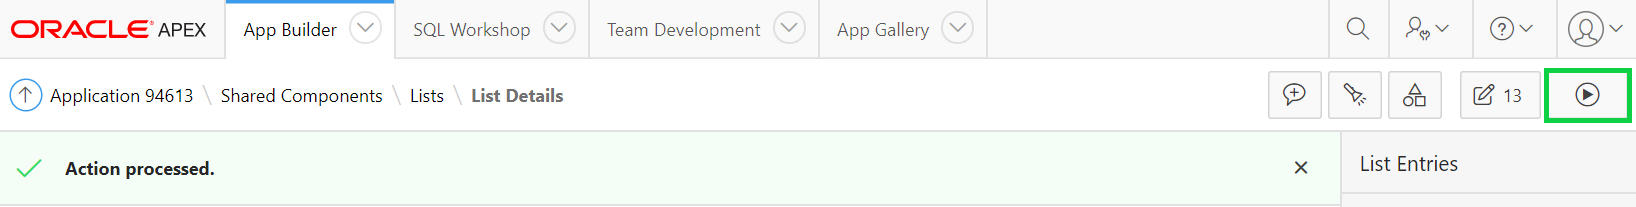 ORACLE APEX App Builder SQL Workshop Team Development App Gallery
Application 94613 \ Shared Components \ Lists \ List Details 13
Action processed.
List Entries